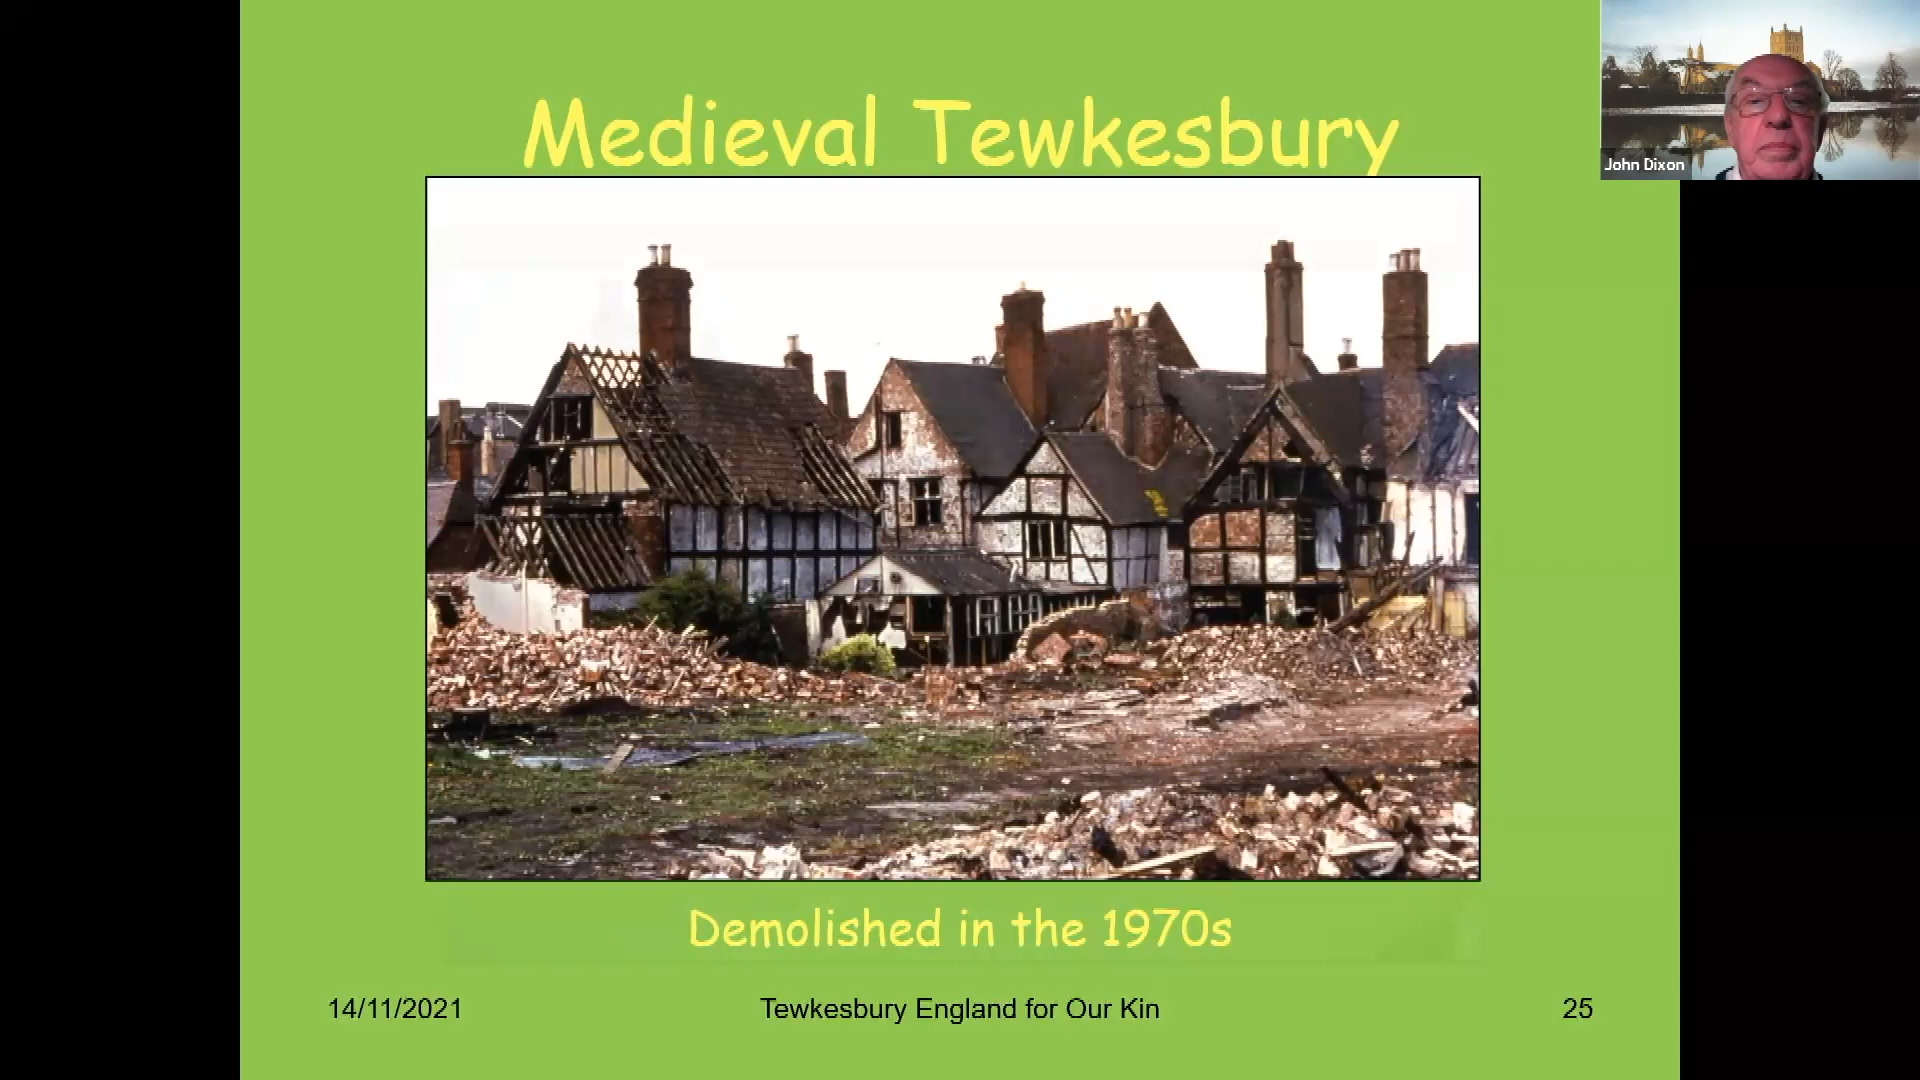 Medieval Tewkesbury
John Dixon
Demolished in the 1970s
14/11/2021
Tewkesbury England for Our Kin
25